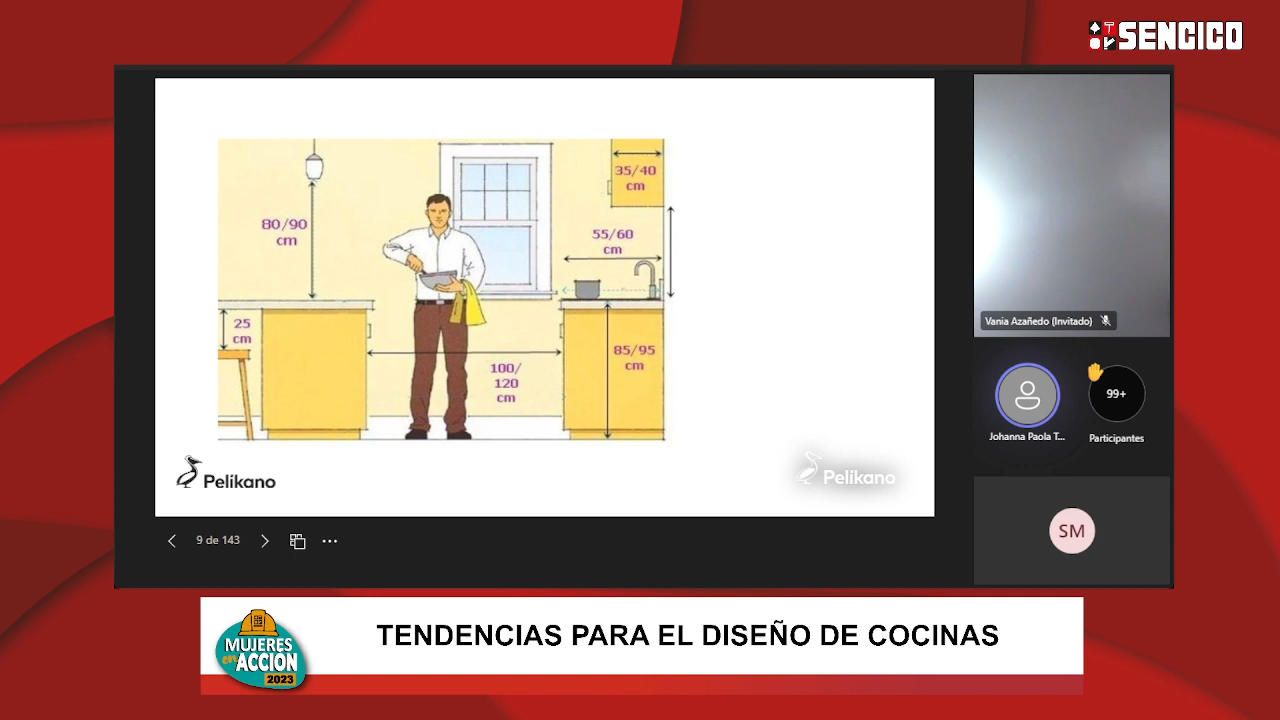 SENCICO
35/40
cm
80/90
cm
55/60
cm
25
cm
85/95
cm
100/
120
cm
Pelíkano
Pelíkano
Vania Azañedo (Invitado)
99+
Johanna Paola T...
Participantes
SM
9 de 143
MUJERES
en ACCIÓN
2023
TENDENCIAS PARA EL DISEÑO DE COCINAS